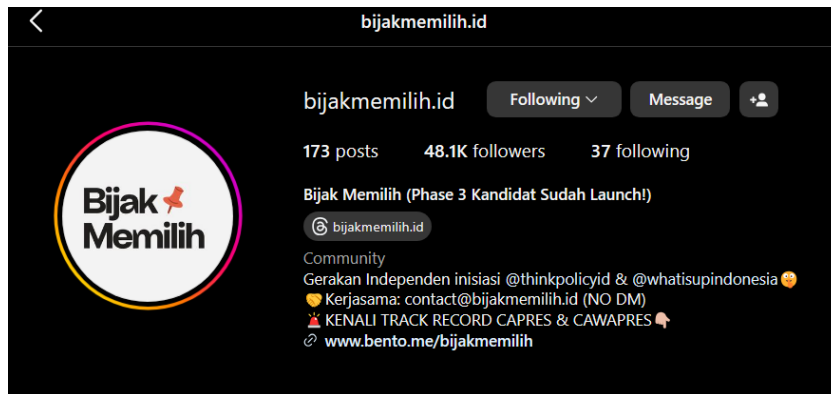 bijakmemilih.id
bijakmemilih.id Following Message
173 posts 48.1K followers 37 following
Bijak Memilih
Bijak Memilih (Phase 3 Kandidat Sudah Launch!)
bijakmemilih.id
Community
Gerakan Independen inisiasi @thinkpolicyid & @whatisupindonesia🤪
🤝Kerjasama: contact@bijakmemilih.id (NO DM)
🚨KENALI TRACK RECORD CAPRES & CAWAPRES👇🏻
www.bento.me/bijakmemilih